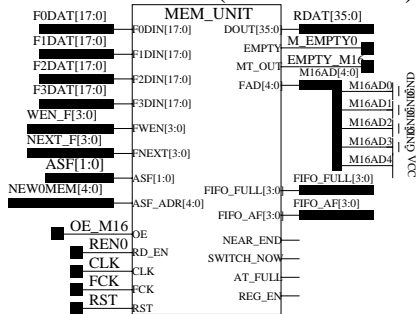 MEM_UNIT
F0DAT[17:0]
F0DIN[17:0]
F1DAT[17:0]
F1DIN[17:0]
F2DAT[17:0]
F2DIN[17:0]
F3DAT[17:0]
F3DIN[17:0]
WEN_F[3:0]
FWEN[3:0]
NEXT_F[3:0]
FNEXT[3:0]
ASF[1:0]
ASF[1:0]
NEW0MEM[4:0]
ASF_ADR[4:0]
OE_M16
OE
REN0
RD_EN
CLK
CLK
FCK
FCK
RST
RST
RDAT[35:0]
DOUT[35:0]
M_EMPTY0
EMPTY
EMPTY_M16
MT_OUT
M16AD[4:0]
FAD[4:0]
M16AD0
GND
M16AD1
GND
M16AD2
GND
M16AD3
GND
M16AD4
VCC
FIFO_FULL[3:0]
FIFO_FULL[3:0]
FIFO_AF[3:0]
FIFO_AF[3:0]
NEAR_END
SWITCH_NOW
AT_FULL
REG_EN